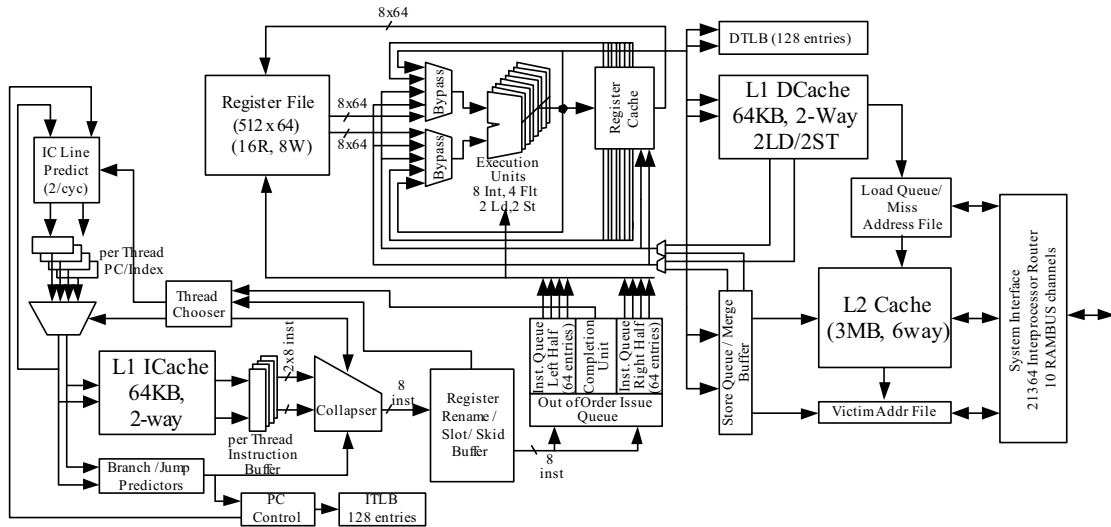 8x64
DTLB (128 entries)
Register File
(512 x 64)
(16R, 8W)
8x64
8x64
Bypass
Bypass
Execution
Units
8 Int, 4 Flt
2 Ld,2 St
Register
Cache
L1 DCache
64KB, 2-Way
2LD/2ST
IC Line
Predict
(2/cyc)
per Thread
PC/Index
Load Queue/
Miss
Address File
Thread
Chooser
L2 Cache
(3MB, 6way)
System Interface
21364 Interprocessor Router
10 RAMBUS channels
L1 ICache
64KB,
2-way
2x8 inst
per Thread
Instruction
Buffer
Collapser
8
inst
Register
Rename /
Slot/ Skid
Buffer
Inst. Queue
Left Half
(64 entries)
Completion
Unit
Inst. Queue
Right Half
(64 entries)
Out of Order Issue
Queue
8
inst
Store Queue / Merge
Buffer
Victim Addr File
Branch /Jump
Predictors
PC
Control
ITLB
128 entries